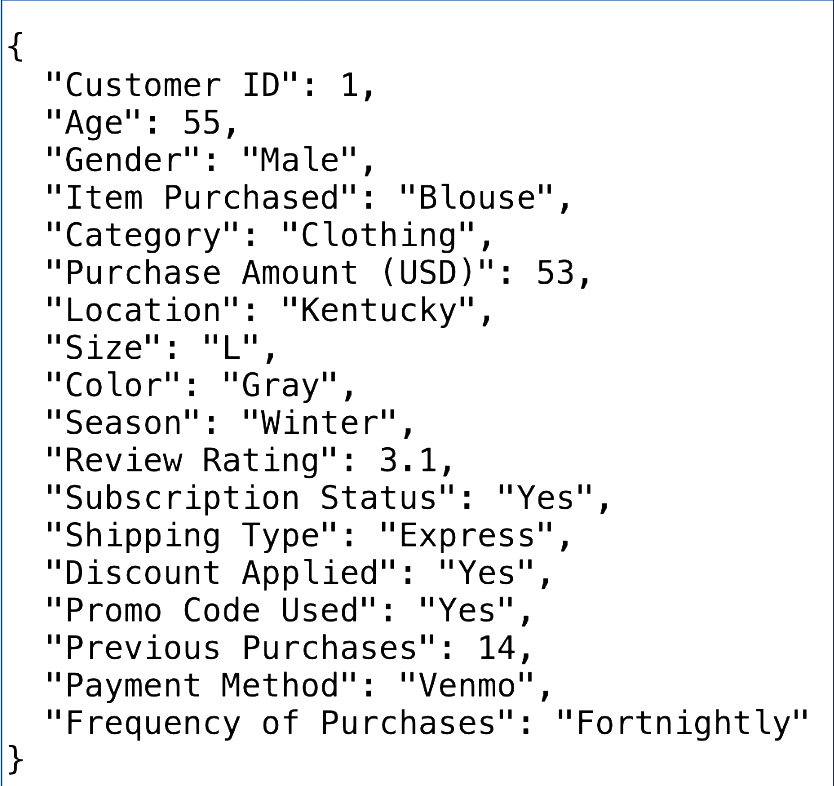 {
  "Customer ID": 1,
  "Age": 55,
  "Gender": "Male",
  "Item Purchased": "Blouse",
  "Category": "Clothing",
  "Purchase Amount (USD)": 53,
  "Location": "Kentucky",
  "Size": "L",
  "Color": "Gray",
  "Season": "Winter",
  "Review Rating": 3.1,
  "Subscription Status": "Yes",
  "Shipping Type": "Express",
  "Discount Applied": "Yes",
  "Promo Code Used": "Yes",
  "Previous Purchases": 14,
  "Payment Method": "Venmo",
  "Frequency of Purchases": "Fortnightly"
}